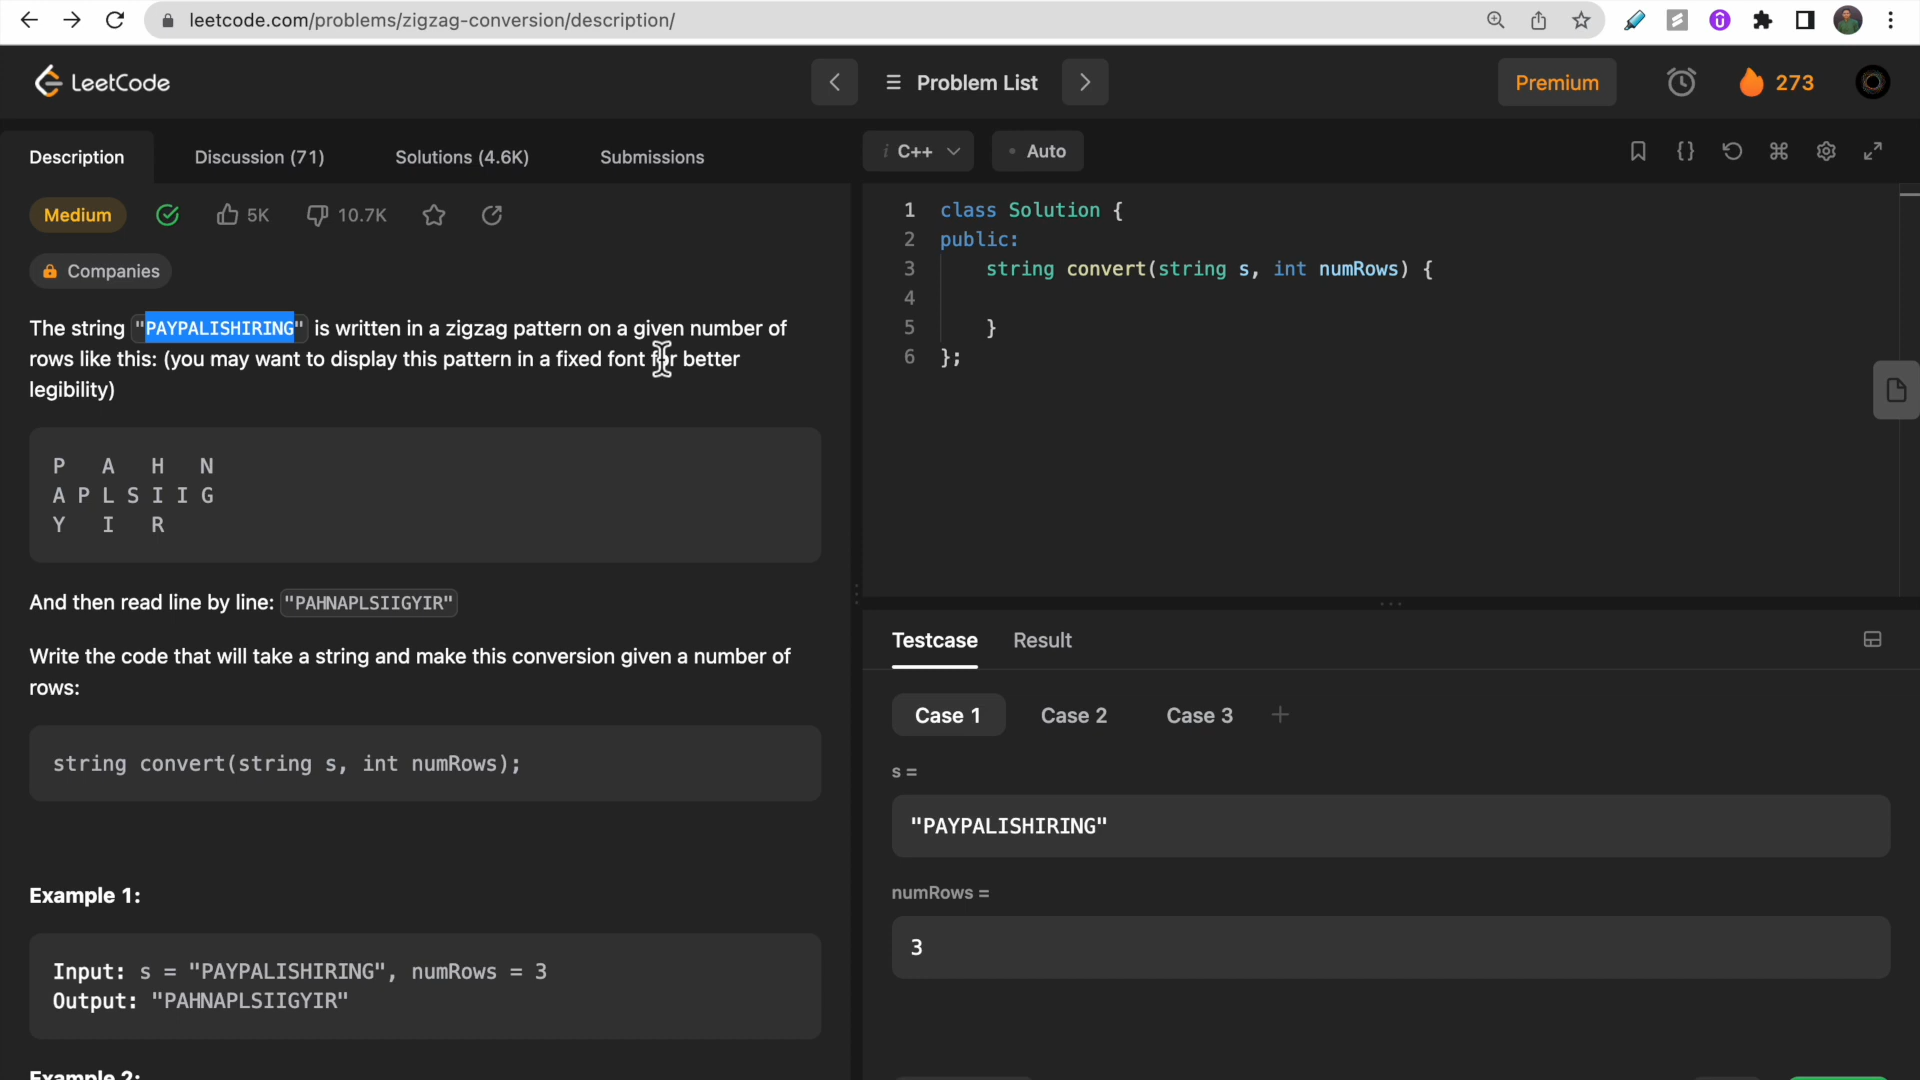 leetcode.com/problems/zigzag-conversion/description/
LeetCode
Problem List
Premium
273
Description
Discussion (71)
Solutions (4.6K)
Submissions
Medium
5K
10.7K
Companies
The string "PAYPALISHIRING" is written in a zigzag pattern on a given number of
rows like this: (you may want to display this pattern in a fixed font for better
legibility)
P   A   H   N
A P L S I I G
Y   I   R
And then read line by line: "PAHNAPLSIIGYIR"
Write the code that will take a string and make this conversion given a number of
rows:
string convert(string s, int numRows);
Example 1:
Input: s = "PAYPALISHIRING", numRows = 3
Output: "PAHNAPLSIIGYIR"
Example 2:
i C++
Auto
1 class Solution {
2 public:
3     string convert(string s, int numRows) {
4
5     }
6 };
Testcase
Result
Case 1
Case 2
Case 3
s =
"PAYPALISHIRING"
numRows =
3